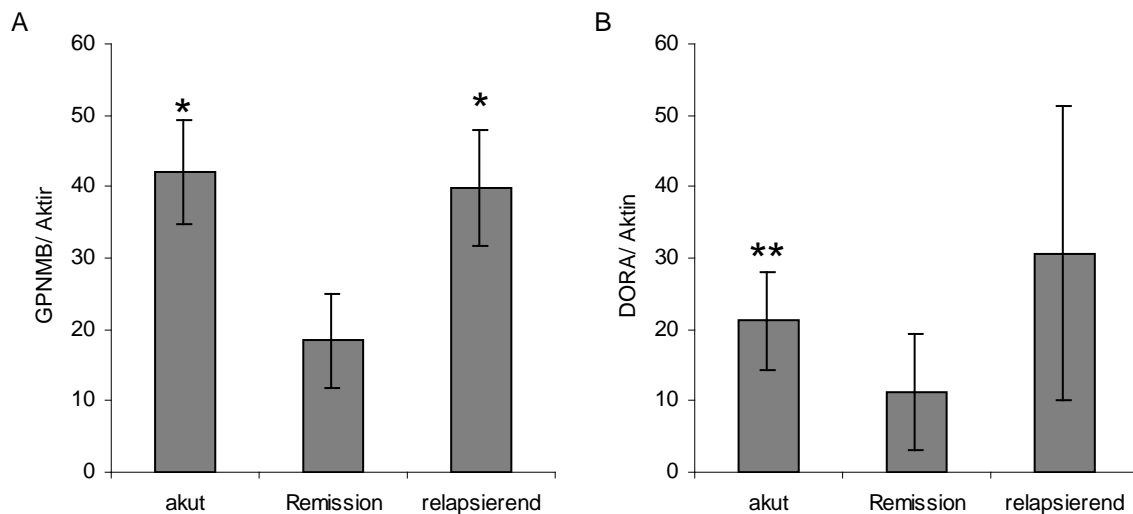 A
GPNMB/ Aktir
60
50
40
30
20
10
0
*
*
akut
Remission
relapsierend
B
DORA/ Aktin
60
50
40
30
20
10
0
**
akut
Remission
relapsierend